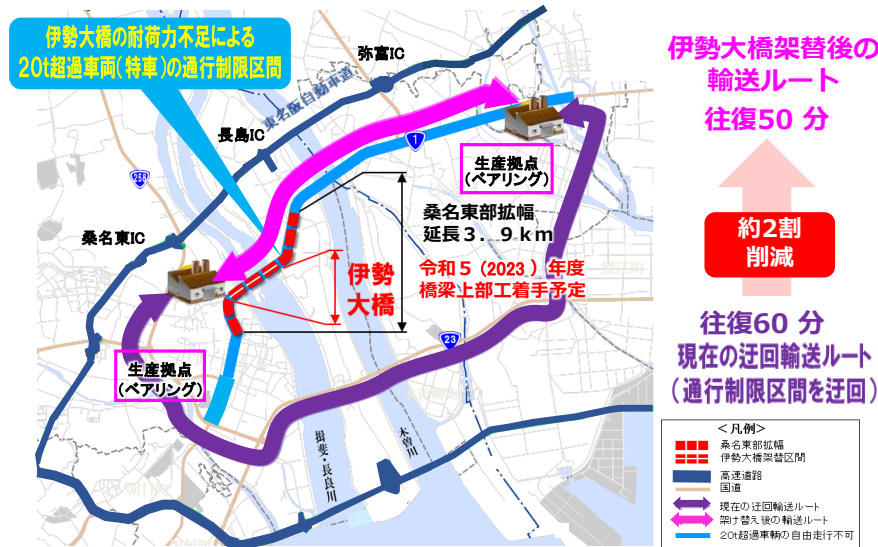 伊勢大橋の耐荷力不足による
20t超過車両(特車)の通行制限区間
弥富IC
東名阪自動車道
長島IC
258
1
桑名東IC
生産拠点
(ベアリング)
桑名東部拡幅
延長3.9km
伊勢
大橋
令和5(2023)年度
橋梁上部工着手予定
蟹江町
23
生産拠点
(ベアリング)
揖斐・長良川
木曽川
朝日町
伊勢大橋架替後の
輸送ルート
往復50 分
約2割
削減
往復60 分
現在の迂回輸送ルート
(通行制限区間を迂回)
<凡例>
桑名東部拡幅
伊勢大橋架替区間
高速道路
国道
現在の迂回輸送ルート
架け替え後の輸送ルート
20t超過車輌の自由走行不可